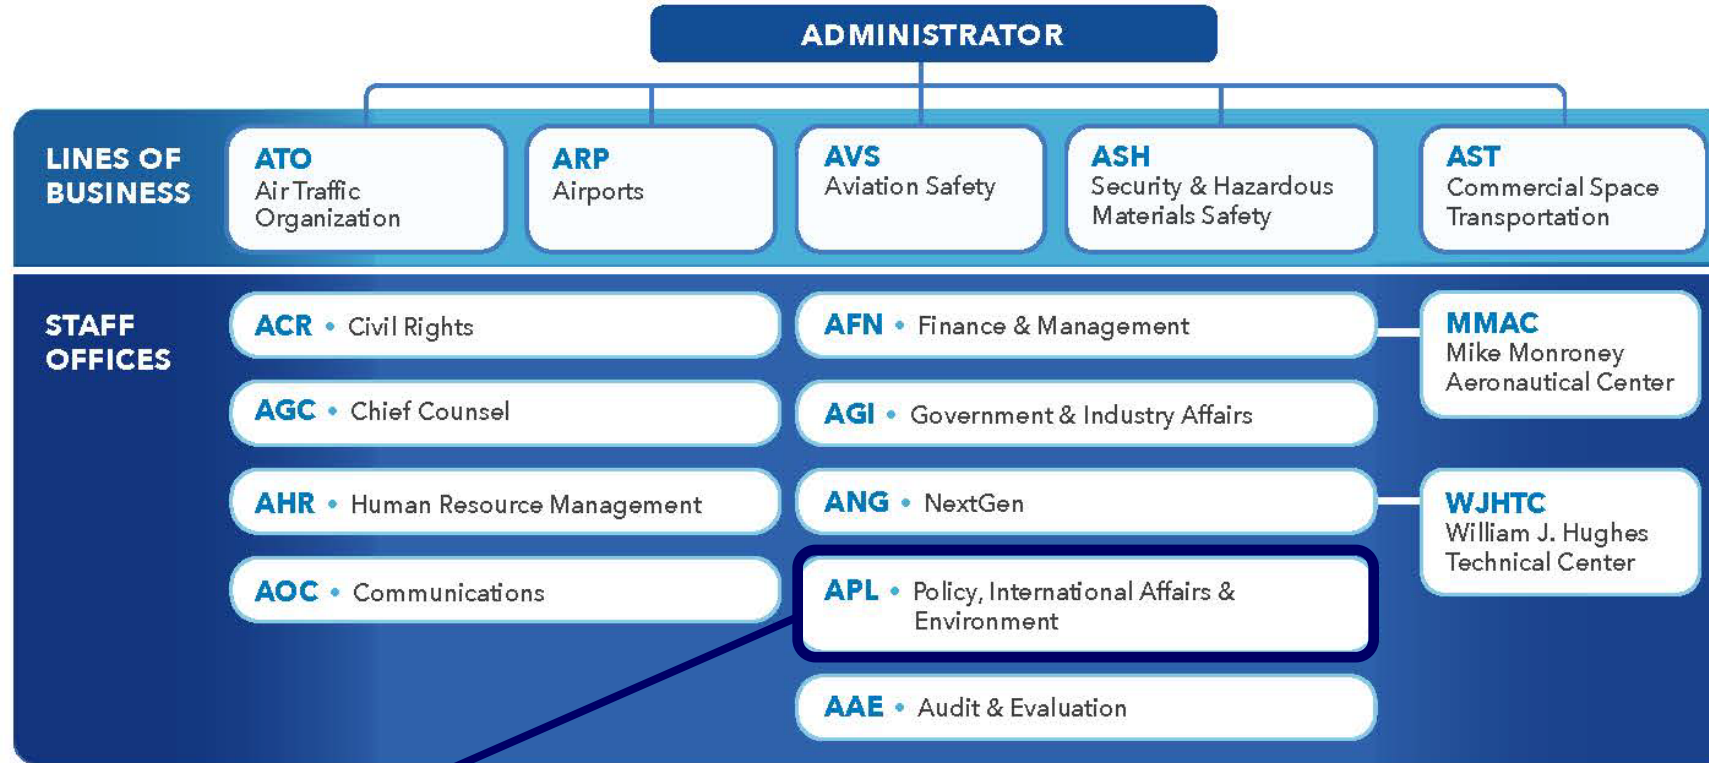 ADMINISTRATOR
LINES OF
BUSINESS
ATO
Air Traffic
Organization
ARP
Airports
AVS
Aviation Safety
ASH
Security & Hazardous
Materials Safety
AST
Commercial Space
Transportation
STAFF
OFFICES
ACR • Civil Rights
AGC • Chief Counsel
AHR • Human Resource Management
AOC • Communications
AFN • Finance & Management
AGI • Government & Industry Affairs
ANG • NextGen
APL • Policy, International Affairs &
Environment
AAE • Audit & Evaluation
MMAC
Mike Monroney
Aeronautical Center
WJHTC
William J. Hughes
Technical Center